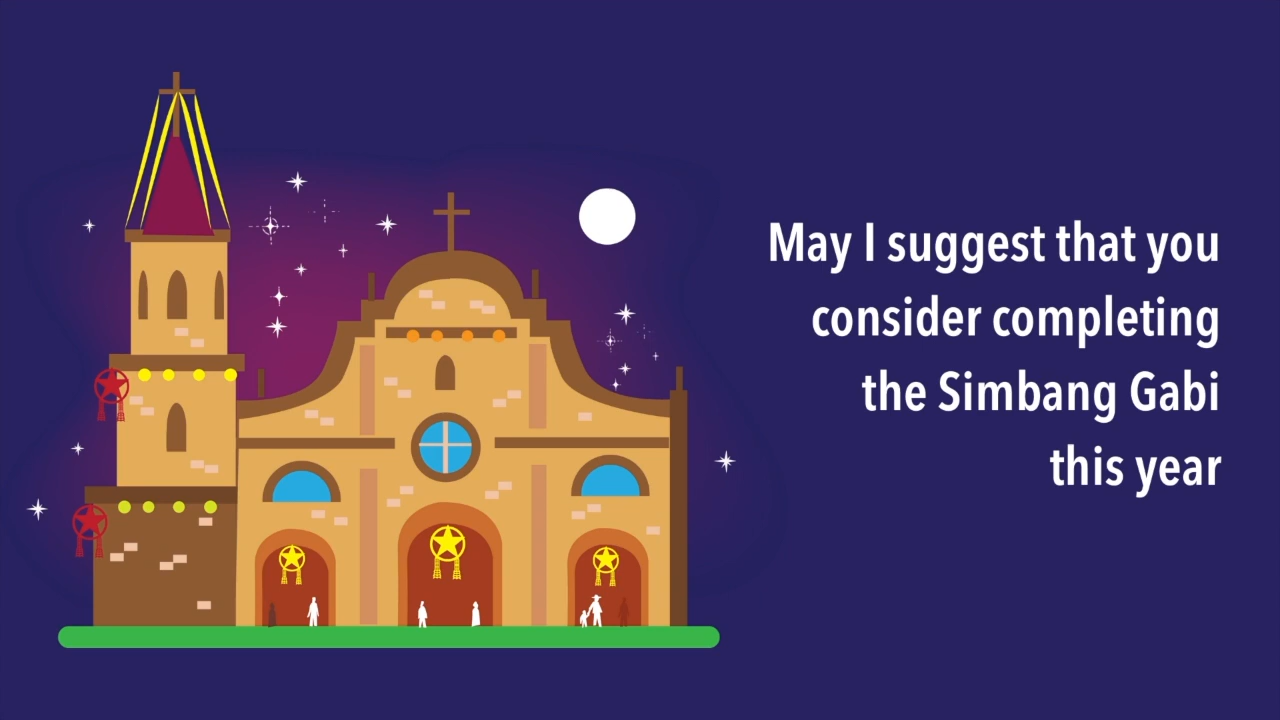 May I suggest that you
consider completing
the Simbang Gabi
this year